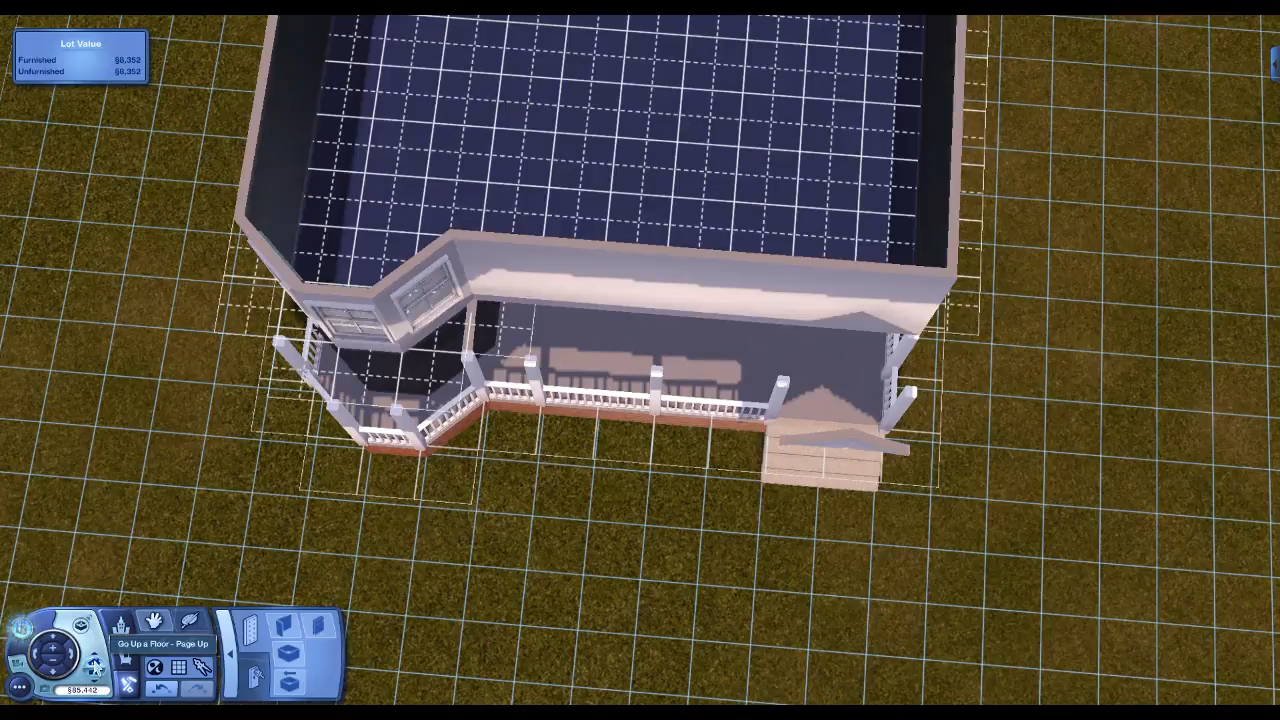 Lot Value
Furnished §8,352
Unfurnished §8,352
Go Up a Floor - Page Up
§85,442